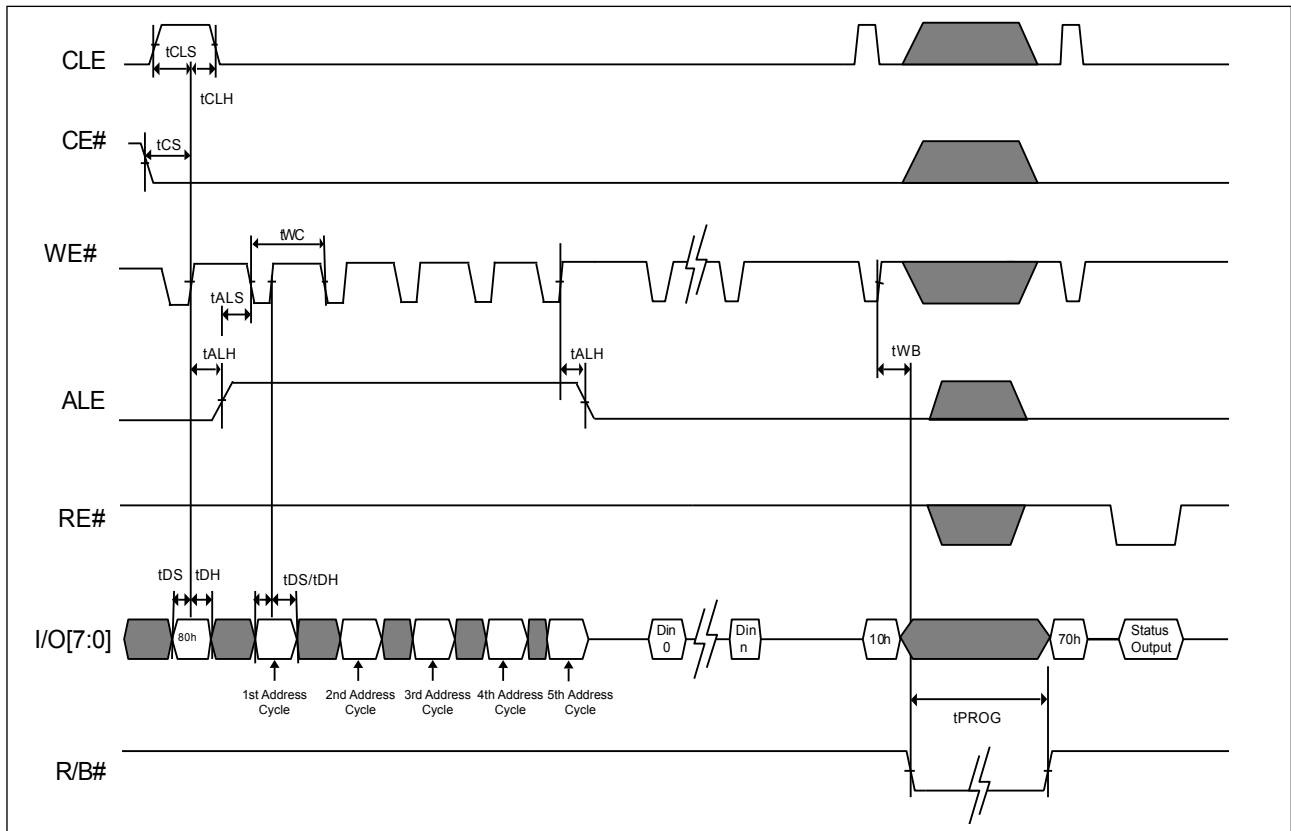 CLE
tCLS
tCLH
CE#
tCS
WE#
tWC
tALS
tALH
tALH
tWB
ALE
RE#
tDS
tDH
tDS/tDH
I/O[7:0]
80h
Din
0
Din
n
10h
70h
Status
Output
1st Address
Cycle
2nd Address
Cycle
3rd Address
Cycle
4th Address
Cycle
5th Address
Cycle
tPROG
R/B#